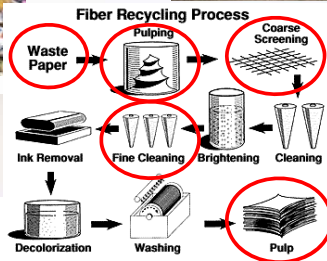 Fiber Recycling Process
Waste
Paper
Pulping
Coarse
Screening
Ink Removal
Fine Cleaning
Brightening
Cleaning
Decolorization
Washing
Pulp